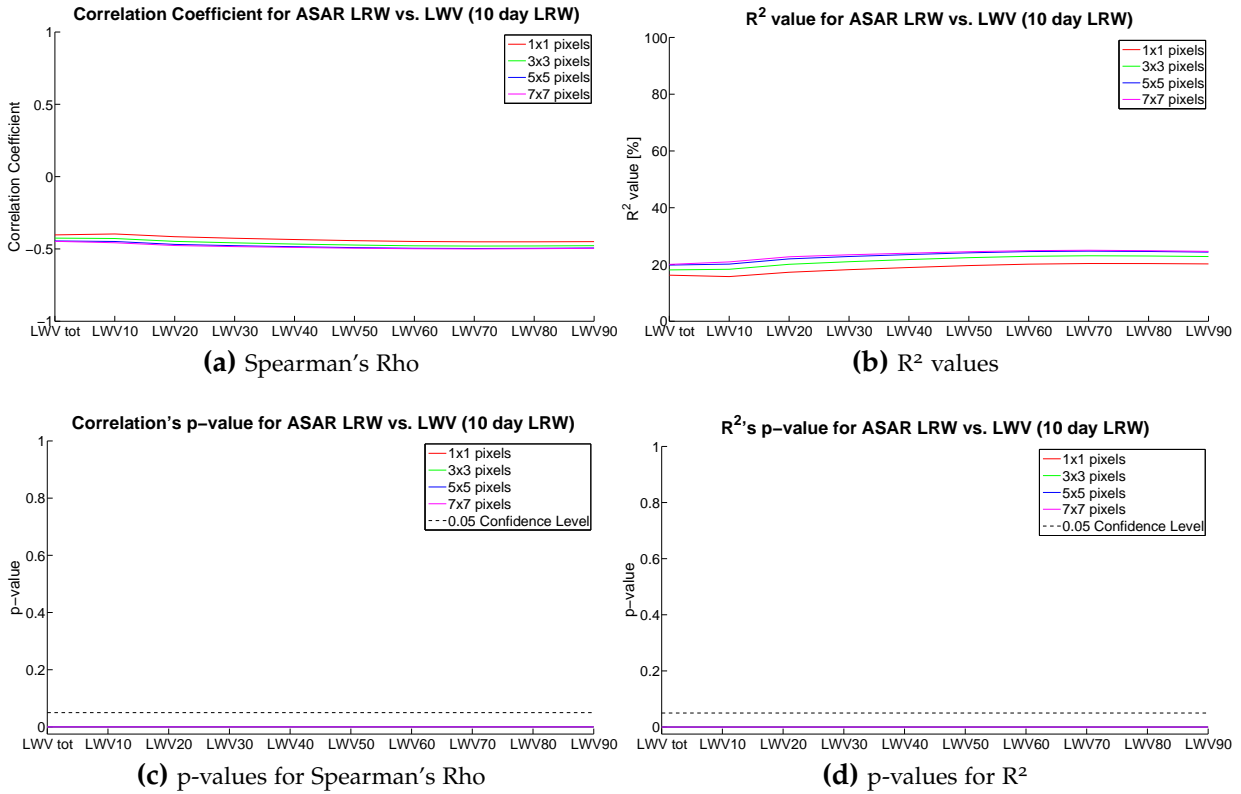 Correlation Coefficient for ASAR LRW vs. LWV (10 day LRW)
1x1 pixels
3x3 pixels
5x5 pixels
7x7 pixels
Correlation Coefficient
1
0.5
0
−0.5
−1
LWV tot LWV10 LWV20 LWV30 LWV40 LWV50 LWV60 LWV70 LWV80 LWV90
(a) Spearman's Rho
R² value for ASAR LRW vs. LWV (10 day LRW)
1x1 pixels
3x3 pixels
5x5 pixels
7x7 pixels
R² value [%]
100
80
60
40
20
0
LWV tot LWV10 LWV20 LWV30 LWV40 LWV50 LWV60 LWV70 LWV80 LWV90
(b) R² values
Correlation's p−value for ASAR LRW vs. LWV (10 day LRW)
1x1 pixels
3x3 pixels
5x5 pixels
7x7 pixels
0.05 Confidence Level
p−value
1
0.8
0.6
0.4
0.2
0
LWV tot LWV10 LWV20 LWV30 LWV40 LWV50 LWV60 LWV70 LWV80 LWV90
(c) p-values for Spearman's Rho
R²'s p−value for ASAR LRW vs. LWV (10 day LRW)
1x1 pixels
3x3 pixels
5x5 pixels
7x7 pixels
0.05 Confidence Level
p−value
1
0.8
0.6
0.4
0.2
0
LWV tot LWV10 LWV20 LWV30 LWV40 LWV50 LWV60 LWV70 LWV80 LWV90
(d) p-values for R²